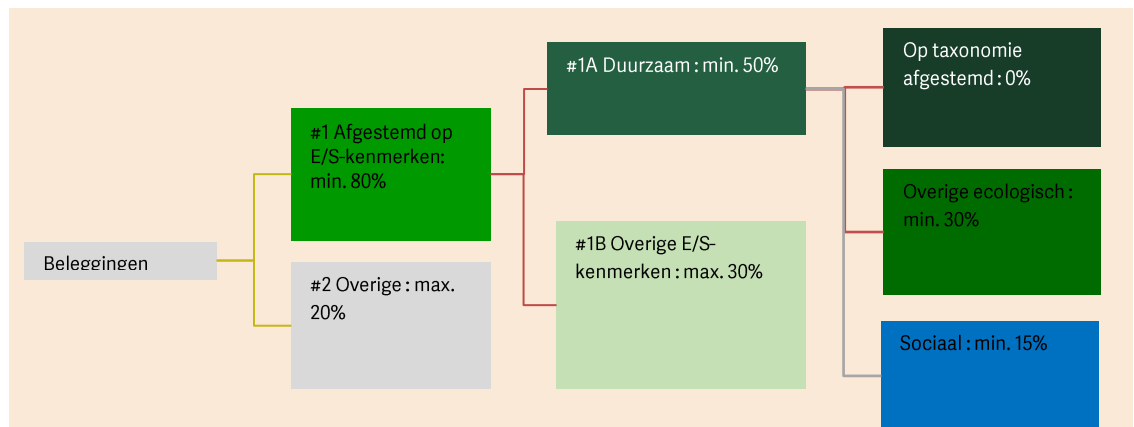 Beleggingen
#1 Afgestemd op
E/S-kenmerken:
min. 80%
#2 Overige : max.
20%
#1A Duurzaam : min. 50%
#1B Overige E/S-
kenmerken : max. 30%
Op taxonomie
afgestemd : 0%
Overige ecologisch :
min. 30%
Sociaal : min. 15%